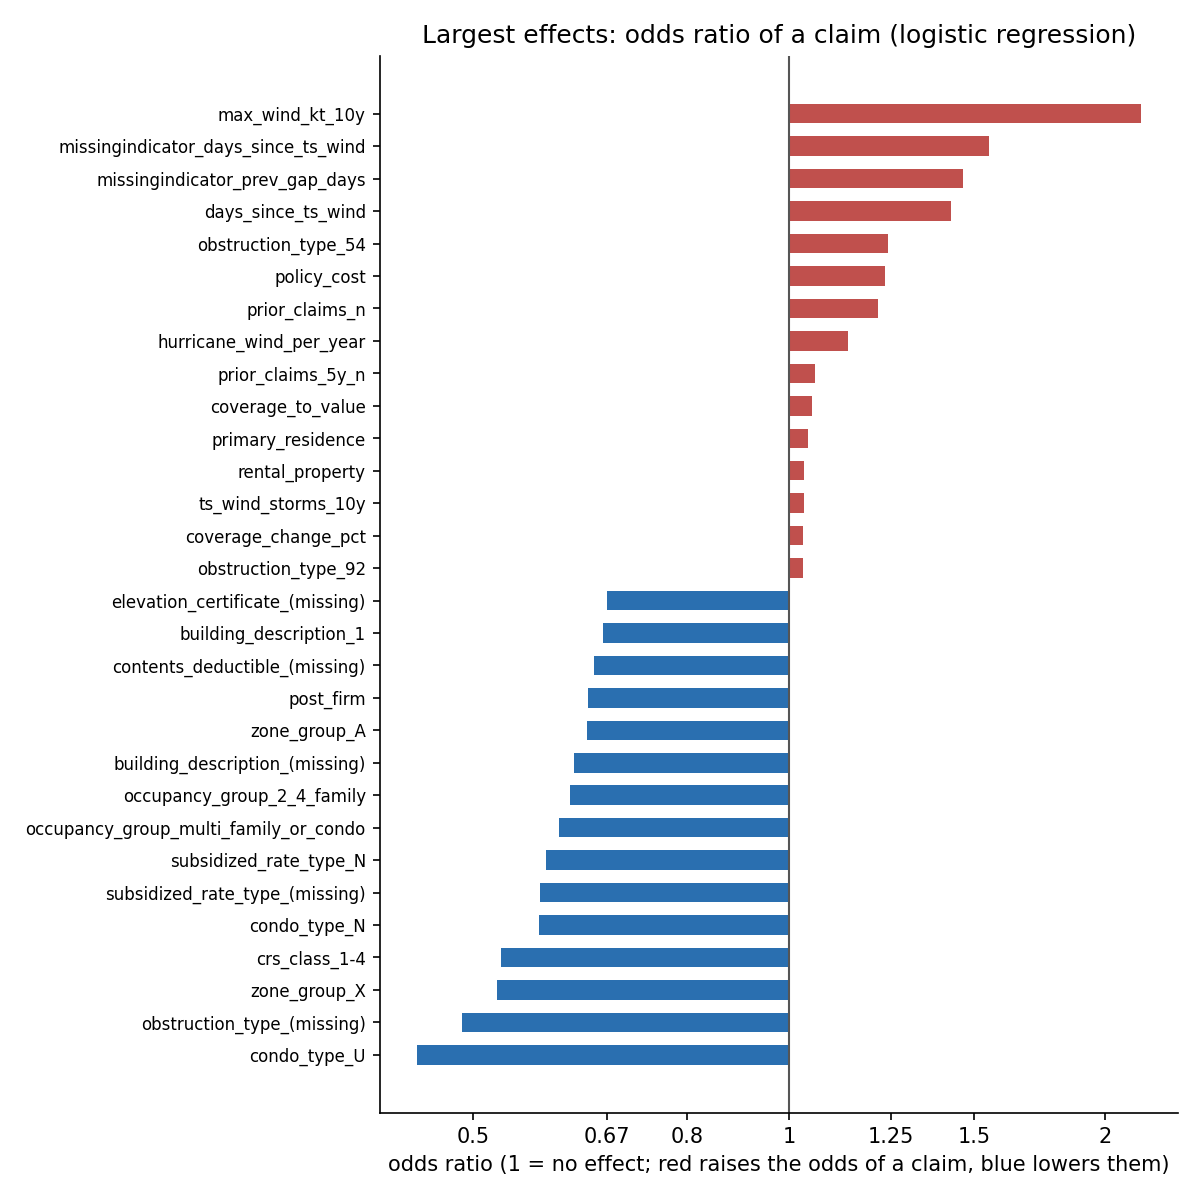 Largest effects: odds ratio of a claim (logistic regression)
max_wind_kt_10y
missingindicator_days_since_ts_wind
missingindicator_prev_gap_days
days_since_ts_wind
obstruction_type_54
policy_cost
prior_claims_n
hurricane_wind_per_year
prior_claims_5y_n
coverage_to_value
primary_residence
rental_property
ts_wind_storms_10y
coverage_change_pct
obstruction_type_92
elevation_certificate_(missing)
building_description_1
contents_deductible_(missing)
post_firm
zone_group_A
building_description_(missing)
occupancy_group_2_4_family
occupancy_group_multi_family_or_condo
subsidized_rate_type_N
subsidized_rate_type_(missing)
condo_type_N
crs_class_1-4
zone_group_X
obstruction_type_(missing)
condo_type_U
0.5 0.67 0.8 1 1.25 1.5 2
odds ratio (1 = no effect; red raises the odds of a claim, blue lowers them)